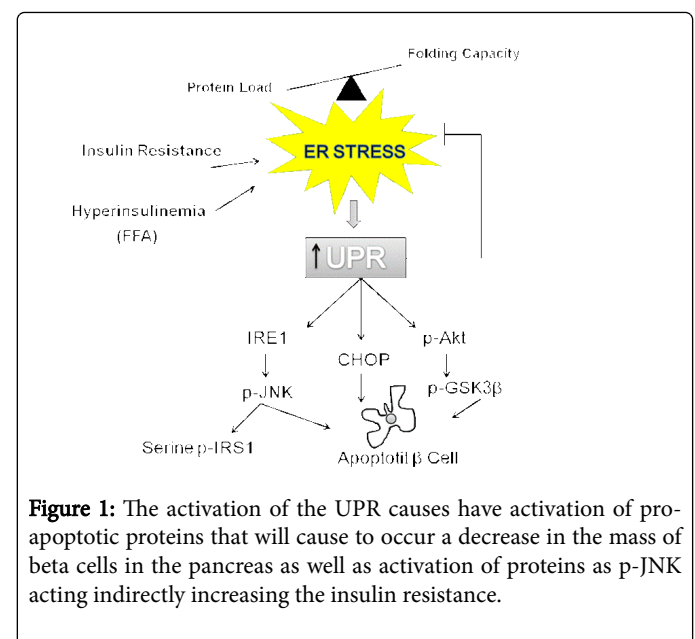 Folding Capacity
Protein Load
ER STRESS
Insulin Resistance
Hyperinsulinemia
(FFA)
↑UPR
IRE1
p-Akt
CHOP
p-JNK
p-GSK3β
Serine p-IRS1
Apoptotit β Cell
Figure 1: The activation of the UPR causes have activation of pro-
apoptotic proteins that will cause to occur a decrease in the mass of
beta cells in the pancreas as well as activation of proteins as p-JNK
acting indirectly increasing the insulin resistance.